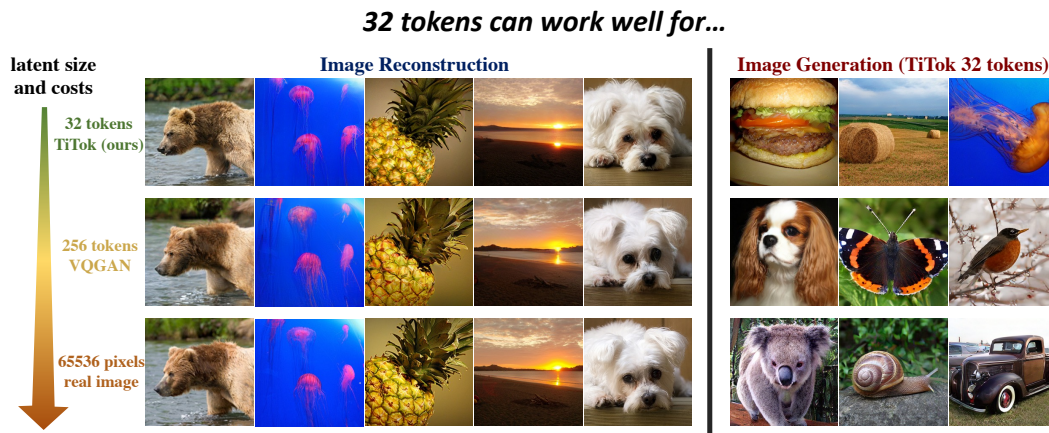 32 tokens can work well for…
latent size
and costs
Image Reconstruction
Image Generation (TiTok 32 tokens)
32 tokens
TiTok (ours)
256 tokens
VQGAN
65536 pixels
real image